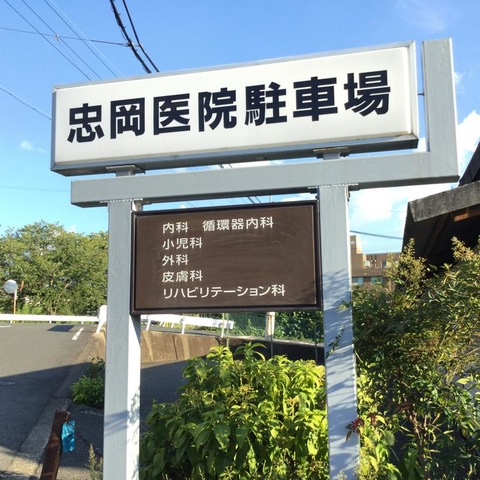 忠岡医院駐車場
内科 循環器内科
小児科
外科
皮膚科
リハビリテーション科